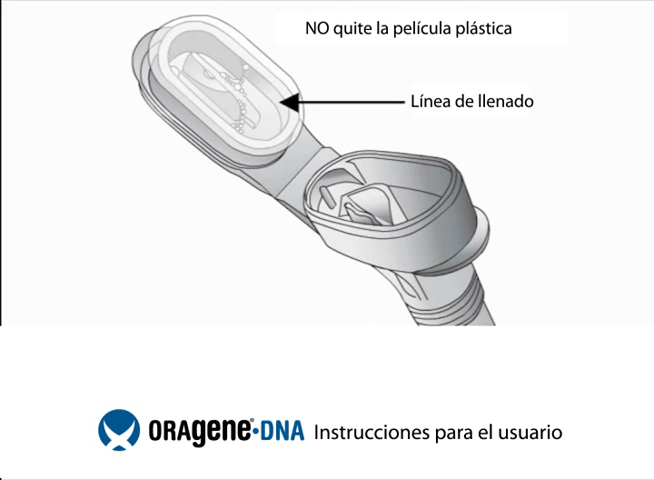 NO quite la película plástica
Línea de llenado
ORAgene®•DNA Instrucciones para el usuario